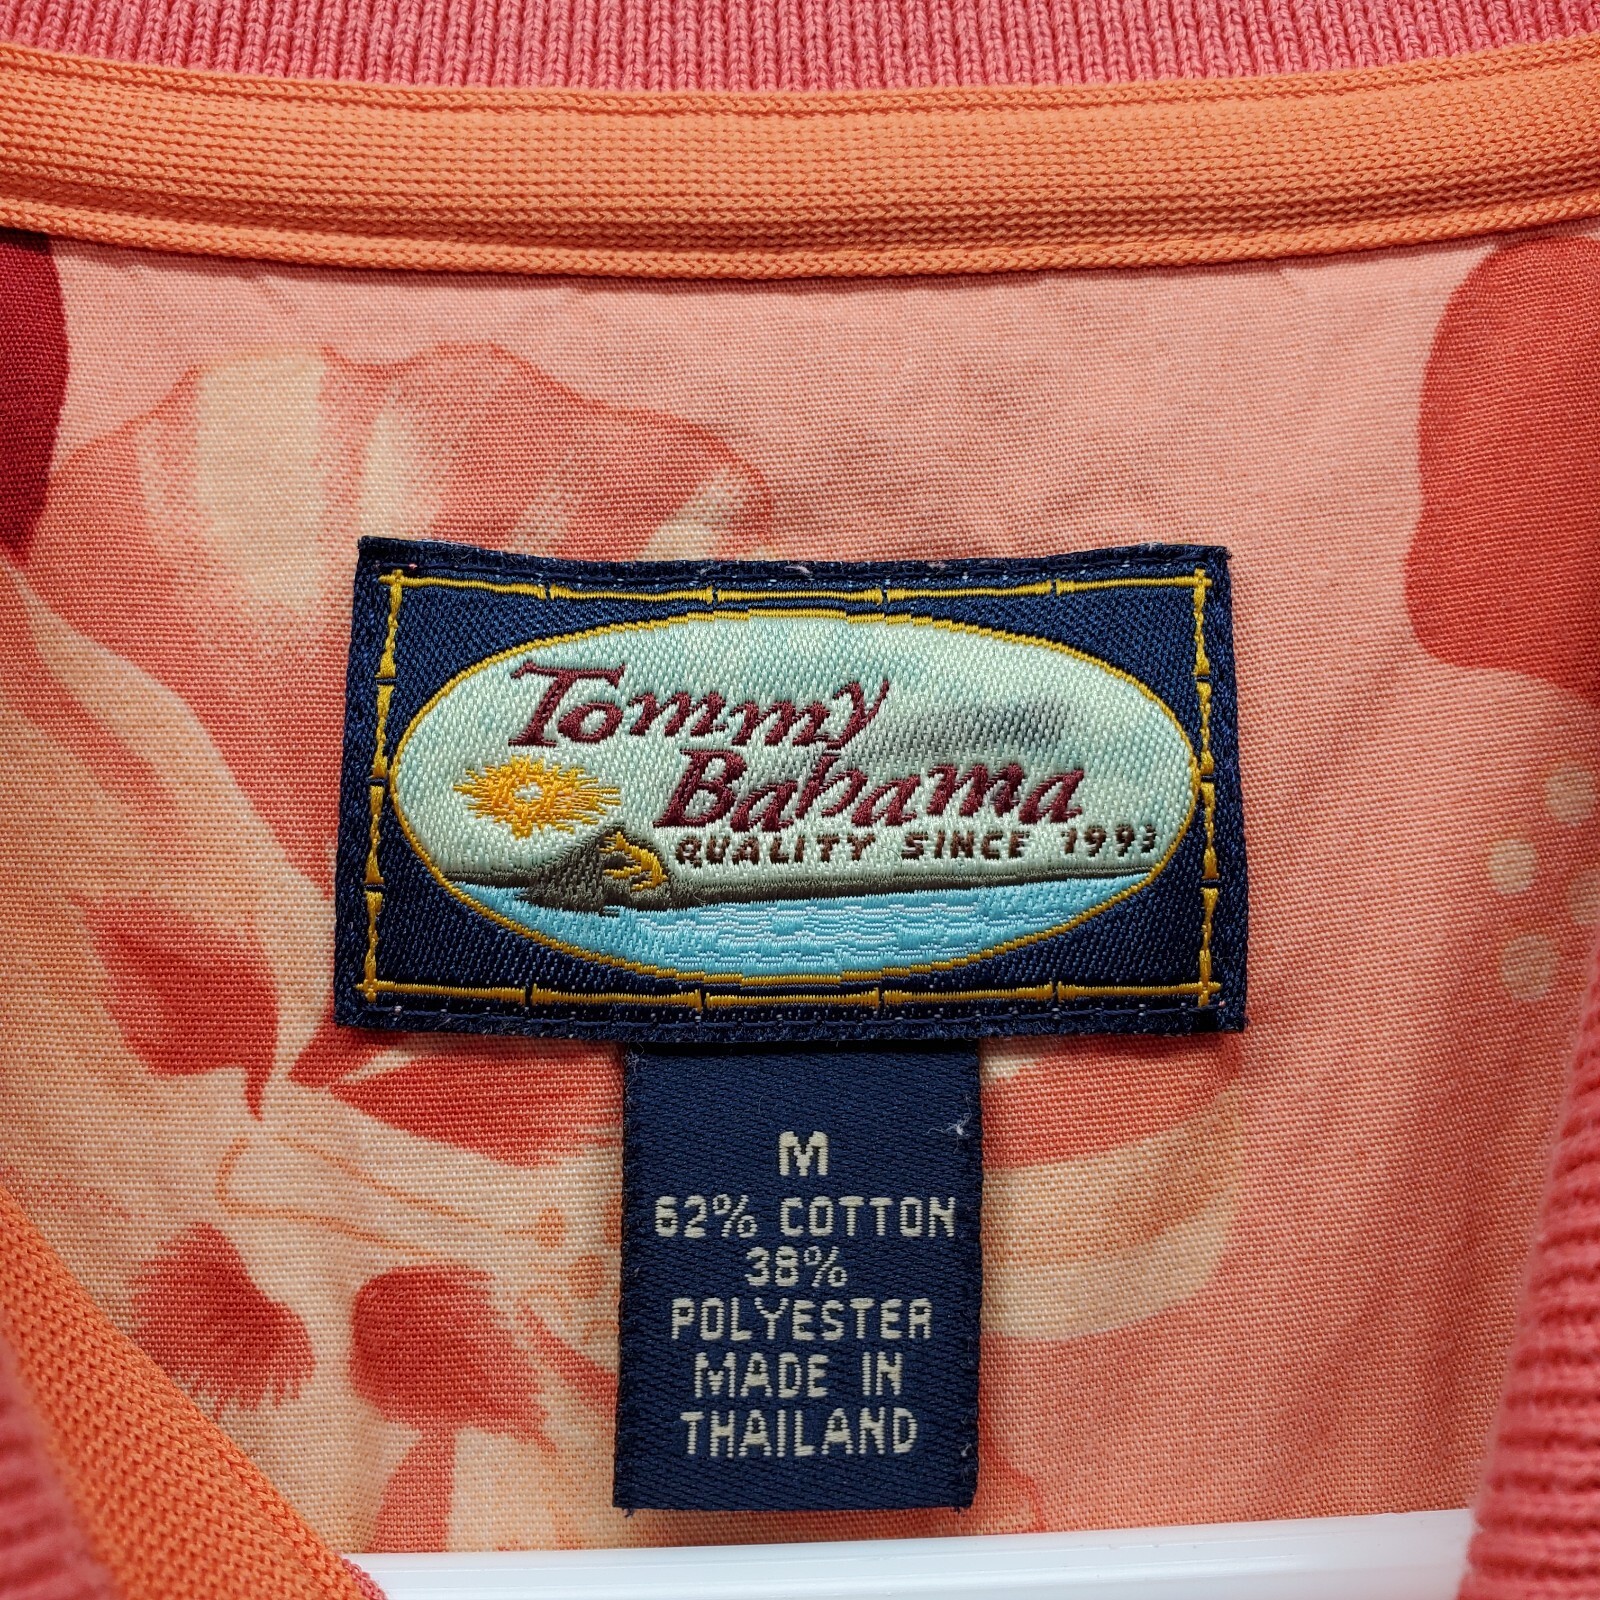 Tommy
Bahama
QUALITY SINCE 1993
M
62% COTTON
38%
POLYESTER
MADE IN
THAILAND